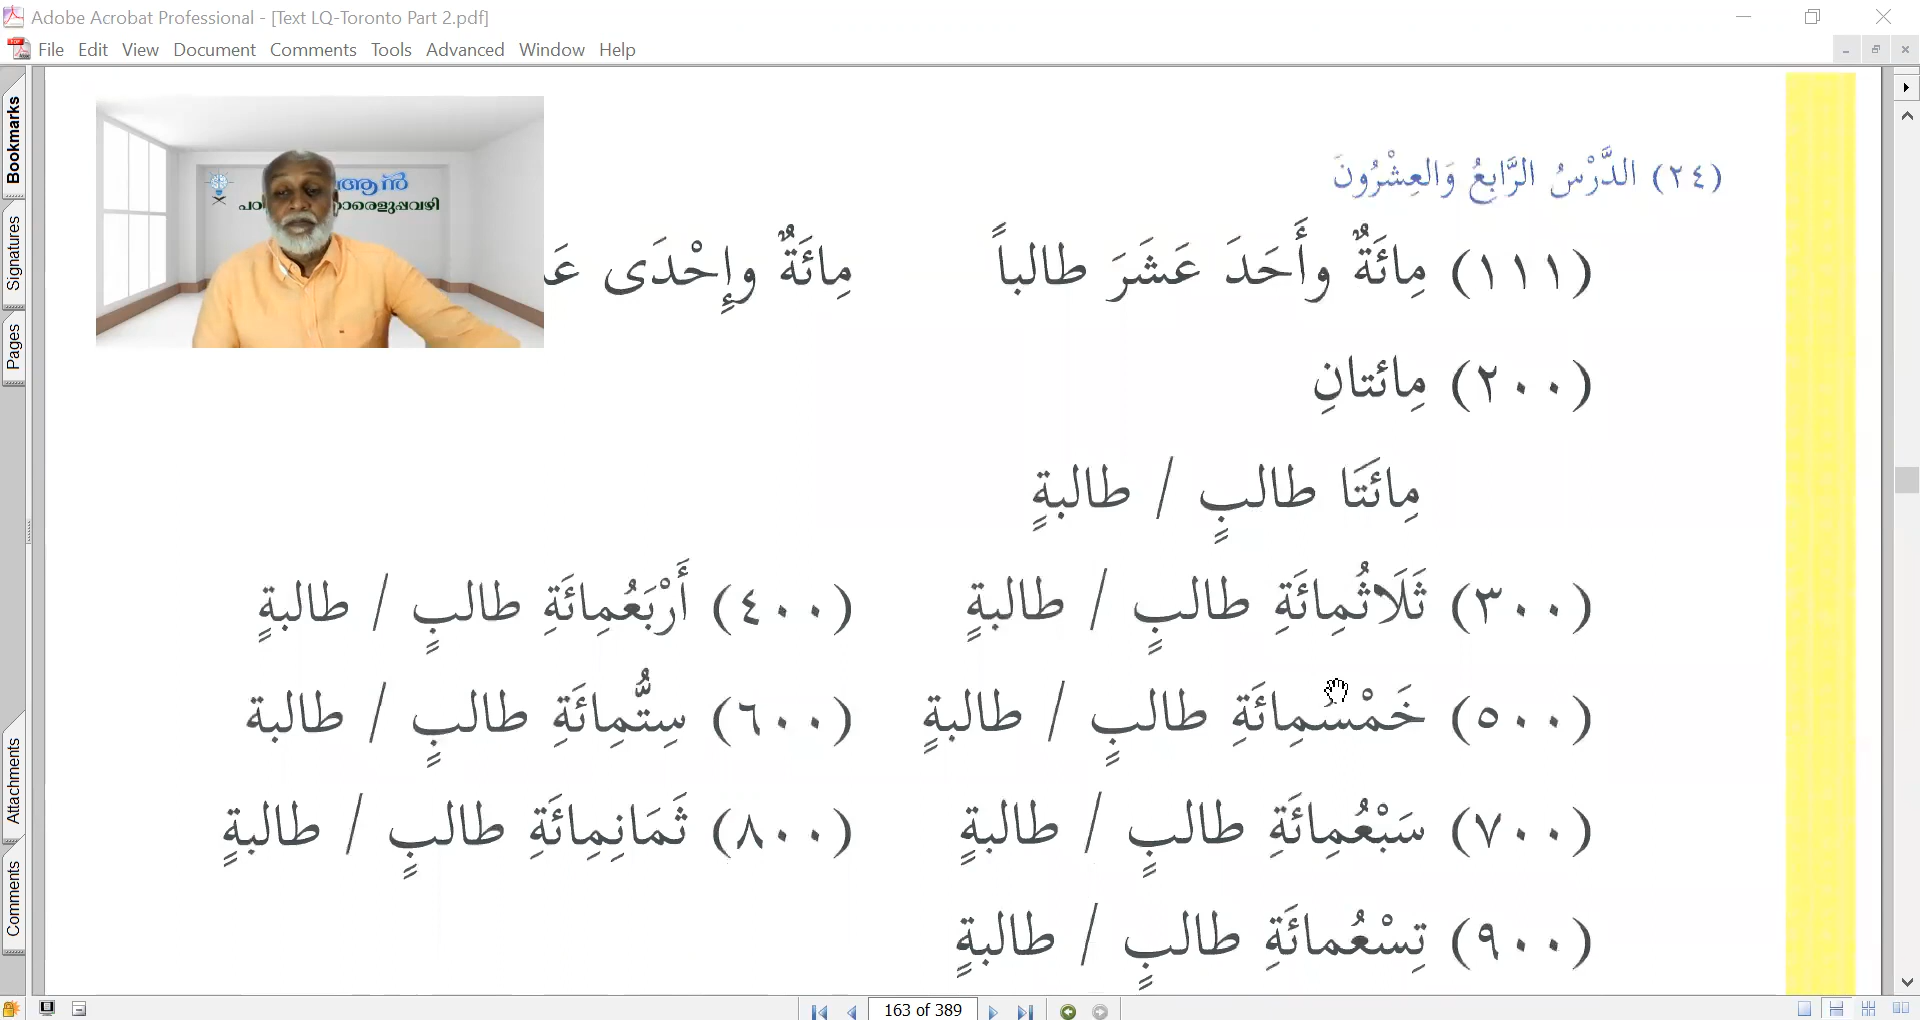 Adobe Acrobat Professional - [Text LQ-Toronto Part 2.pdf]
File Edit View Document Comments Tools Advanced Window Help
Bookmarks
Signatures
Pages
Attachments
Comments
(٢٤) الدَّرْسُ الرَّابِعُ وَالعِشْرُونَ
(١١١) مِائَةٌ وأَحَدَ عَشَرَ طالباً مِائَةٌ وإِحْدَى
(٢٠٠) مِائتانِ
مِائَتَا طالبٍ / طالبةٍ
(٣٠٠) ثَلَاثُمِائَةِ طالبٍ / طالبةٍ (٤٠٠) أَرْبَعُمِائَةِ طالبٍ / طالبةٍ
(٥٠٠) خَمْسُمِائَةِ طالبٍ / طالبةٍ (٦٠٠) سِتُّمِائَةِ طالبٍ / طالبة
(٧٠٠) سَبْعُمِائَةِ طالبٍ / طالبةٍ (٨٠٠) ثَمَانِمِائَةِ طالبٍ / طالبةٍ
(٩٠٠) تِسْعُمائَةِ طالبٍ / طالبةٍ
163 of 389